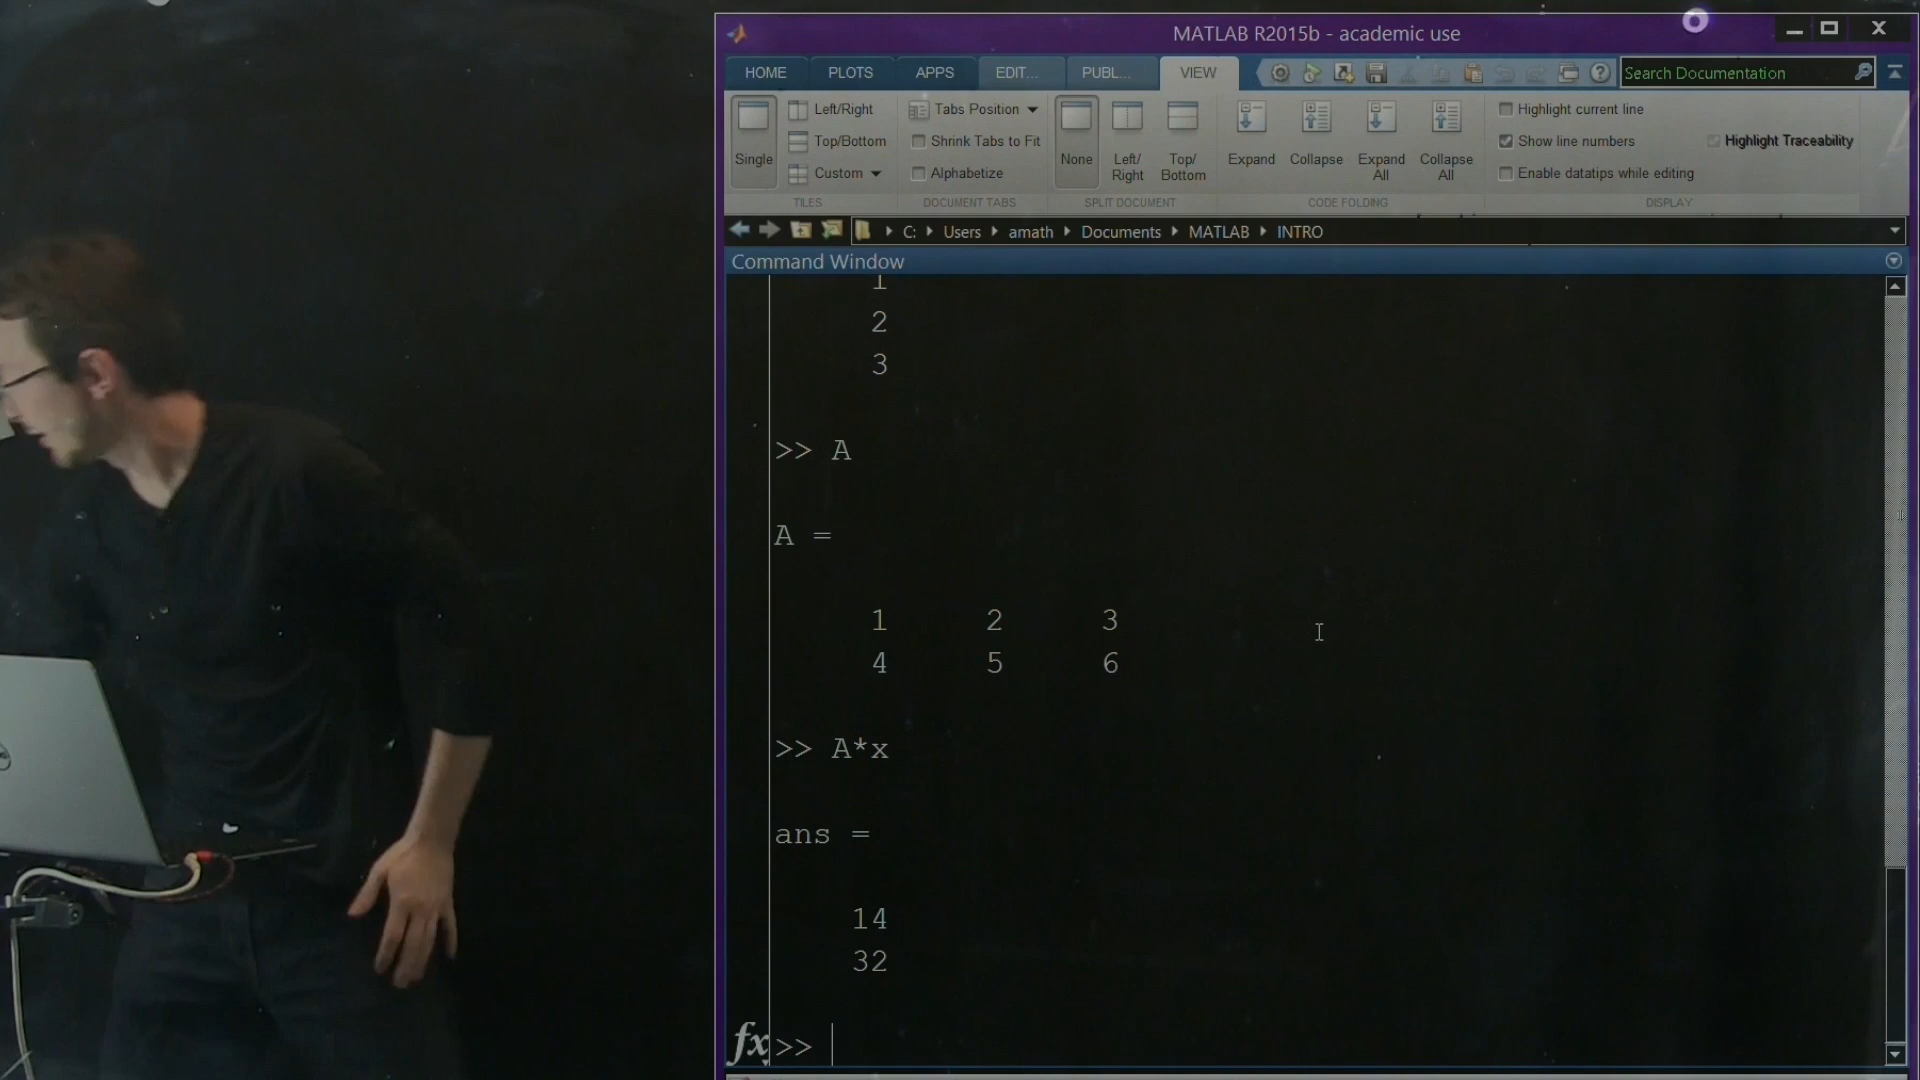 MATLAB R2015b - academic use
HOME PLOTS APPS EDIT... PUBL... VIEW Search Documentation
Left/Right Tabs Position Highlight current line
Top/Bottom Shrink Tabs to Fit Show line numbers Highlight Traceability
Single None Left/Right Top/Bottom Expand Collapse Expand All Collapse All
Custom Alphabetize Enable datatips while editing
TILES DOCUMENT TABS SPLIT DOCUMENT CODE FOLDING DISPLAY
C: Users amath Documents MATLAB INTRO
Command Window
1
2
3
>> A
A =
1 2 3
4 5 6
>> A*x
ans =
14
32
fx >>